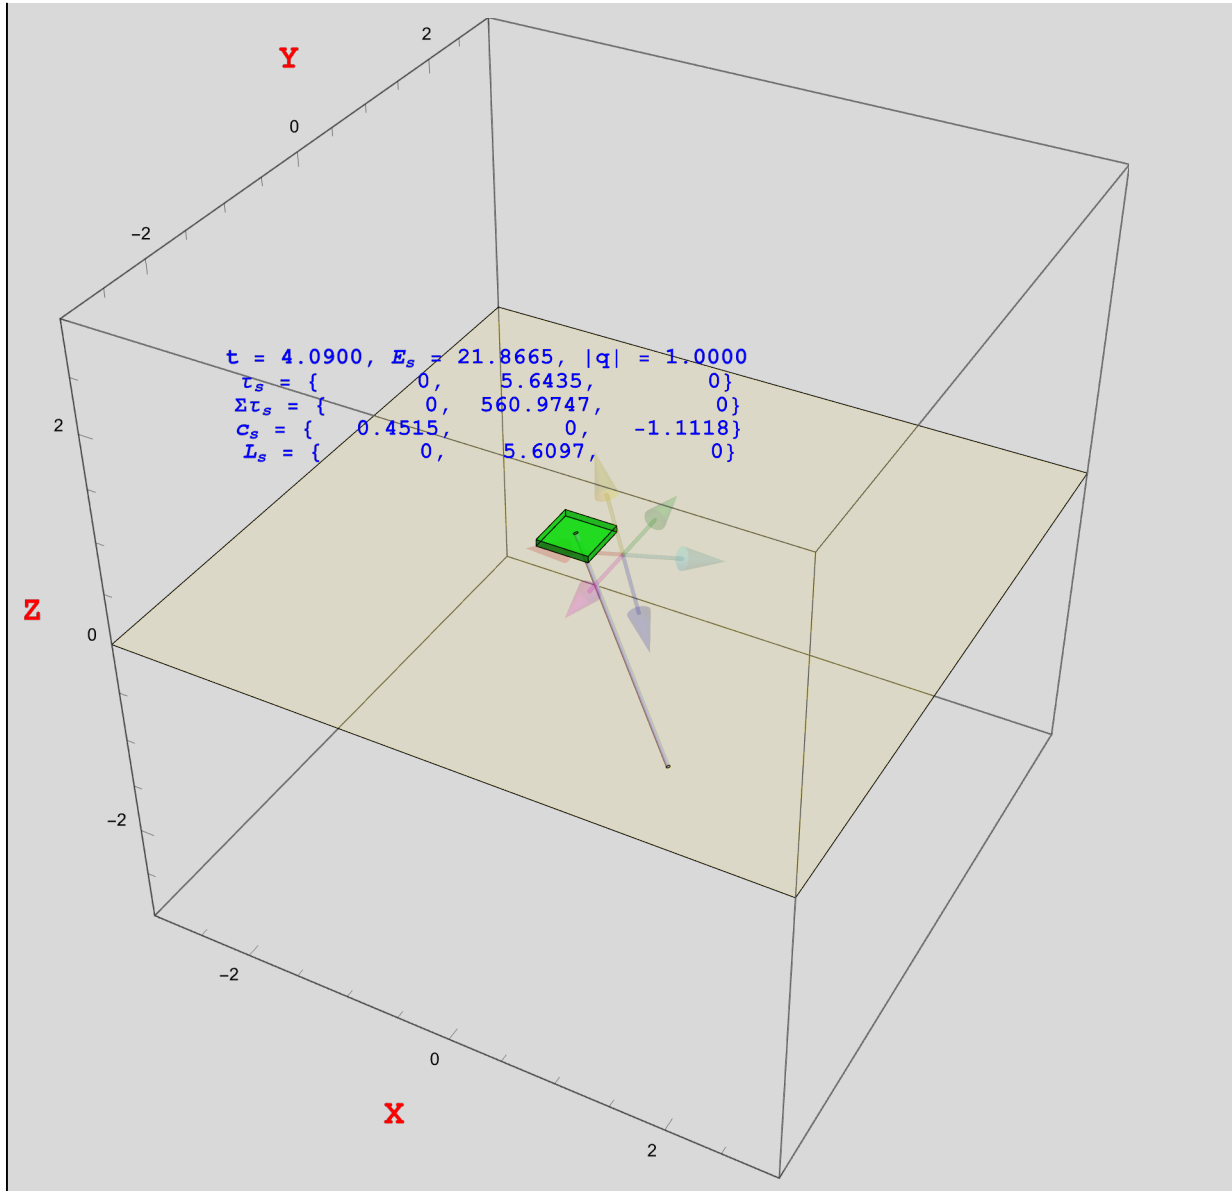 Y
2
0
−2
t = 4.0900, Es = 21.8665, |q| = 1.0000
τs = { 0, 5.6435, 0}
Στs = { 0, 560.9747, 0}
cs = { 0.4515, 0, -1.1118}
Ls = { 0, 5.6097, 0}
2
Z
0
−2
−2
0
2
X